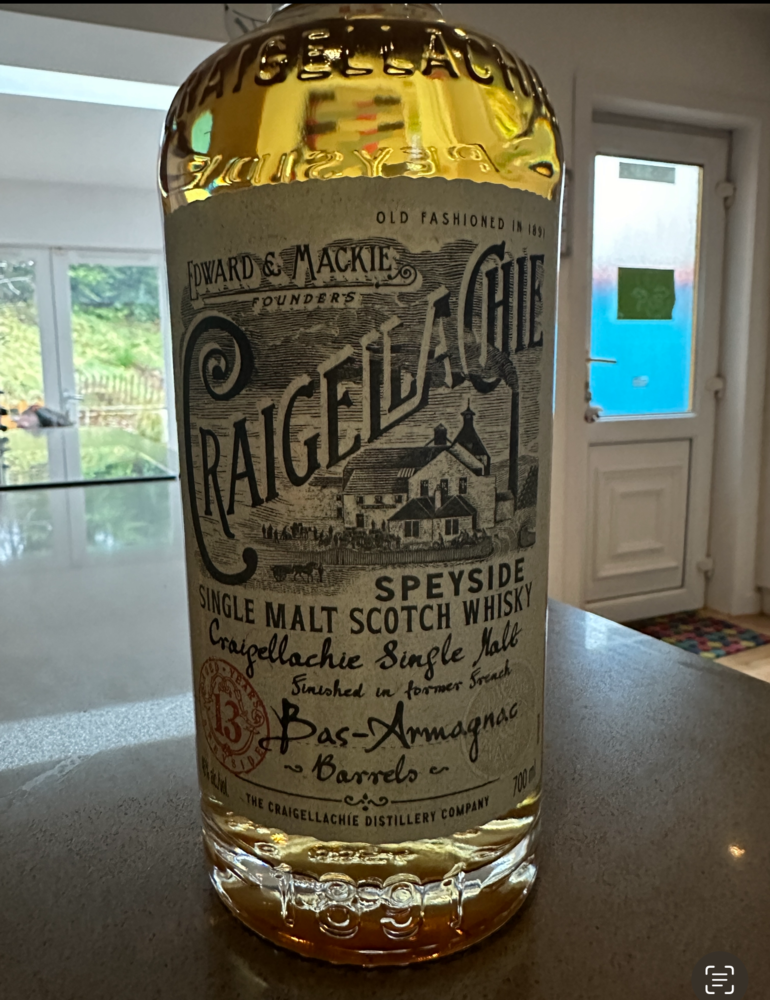 CRAIGELLACHIE
SPEYSIDE
OLD FASHIONED IN 1891
EDWARD & MACKIE
FOUNDERS
CRAIGELLACHIE
SPEYSIDE
SINGLE MALT SCOTCH WHISKY
Craigellachie Single Malt
Finished in former French
13
Bas-Armagnac
Barrels
700 ml
THE CRAIGELLACHIE DISTILLERY COMPANY
1891